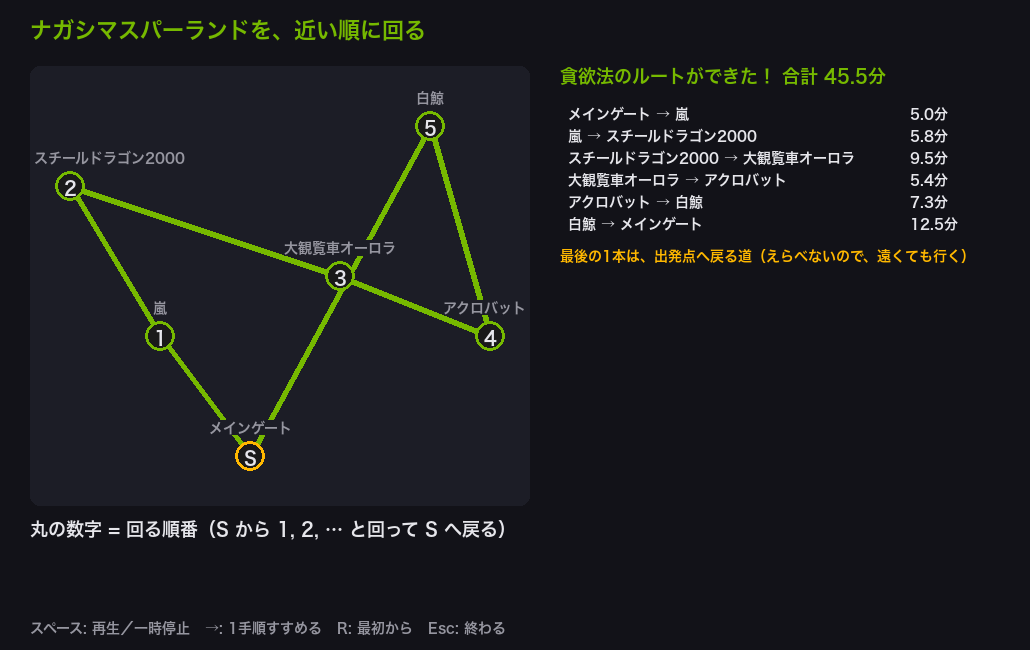 ナガシマスパーランドを、近い順に回る
白鯨
5
スチールドラゴン2000
2
大観覧車オーロラ
3
嵐
1
アクロバット
4
メインゲート
S
丸の数字 = 回る順番（S から 1, 2, … と回って S へ戻る）
貪欲法のルートができた！ 合計 45.5分
メインゲート → 嵐 5.0分
嵐 → スチールドラゴン2000 5.8分
スチールドラゴン2000 → 大観覧車オーロラ 9.5分
大観覧車オーロラ → アクロバット 5.4分
アクロバット → 白鯨 7.3分
白鯨 → メインゲート 12.5分
最後の1本は、出発点へ戻る道（えらべないので、遠くても行く）
スペース: 再生／一時停止　→: 1手順すすめる　R: 最初から　Esc: 終わる